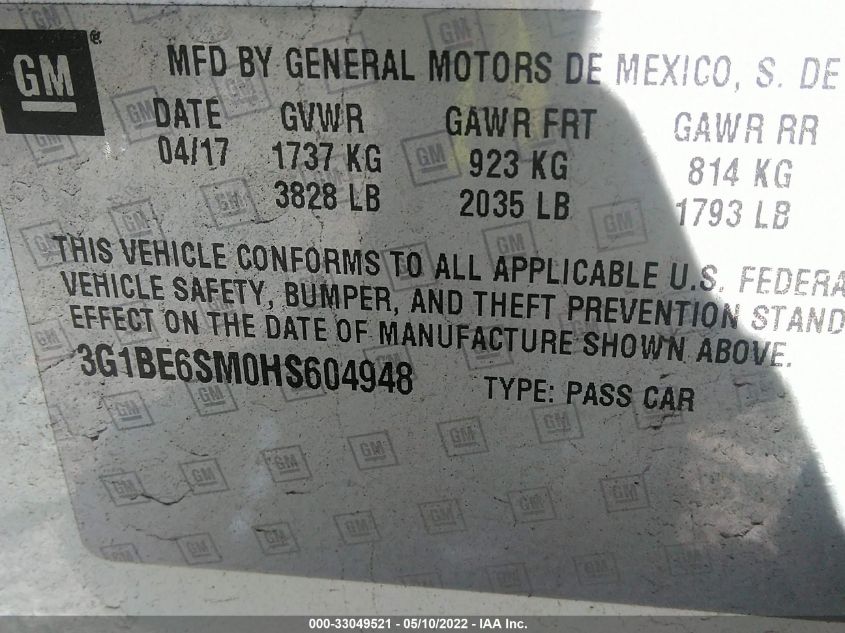 GM ®
MFD BY GENERAL MOTORS DE MEXICO, S. DE
DATE GVWR GAWR FRT GAWR RR
04/17 1737 KG 923 KG 814 KG
3828 LB 2035 LB 1793 LB
THIS VEHICLE CONFORMS TO ALL APPLICABLE U.S. FEDERA
VEHICLE SAFETY, BUMPER, AND THEFT PREVENTION STAND
EFFECT ON THE DATE OF MANUFACTURE SHOWN ABOVE.
3G1BE6SM0HS604948 TYPE: PASS CAR
000-33049521 - 05/10/2022 - IAA Inc.